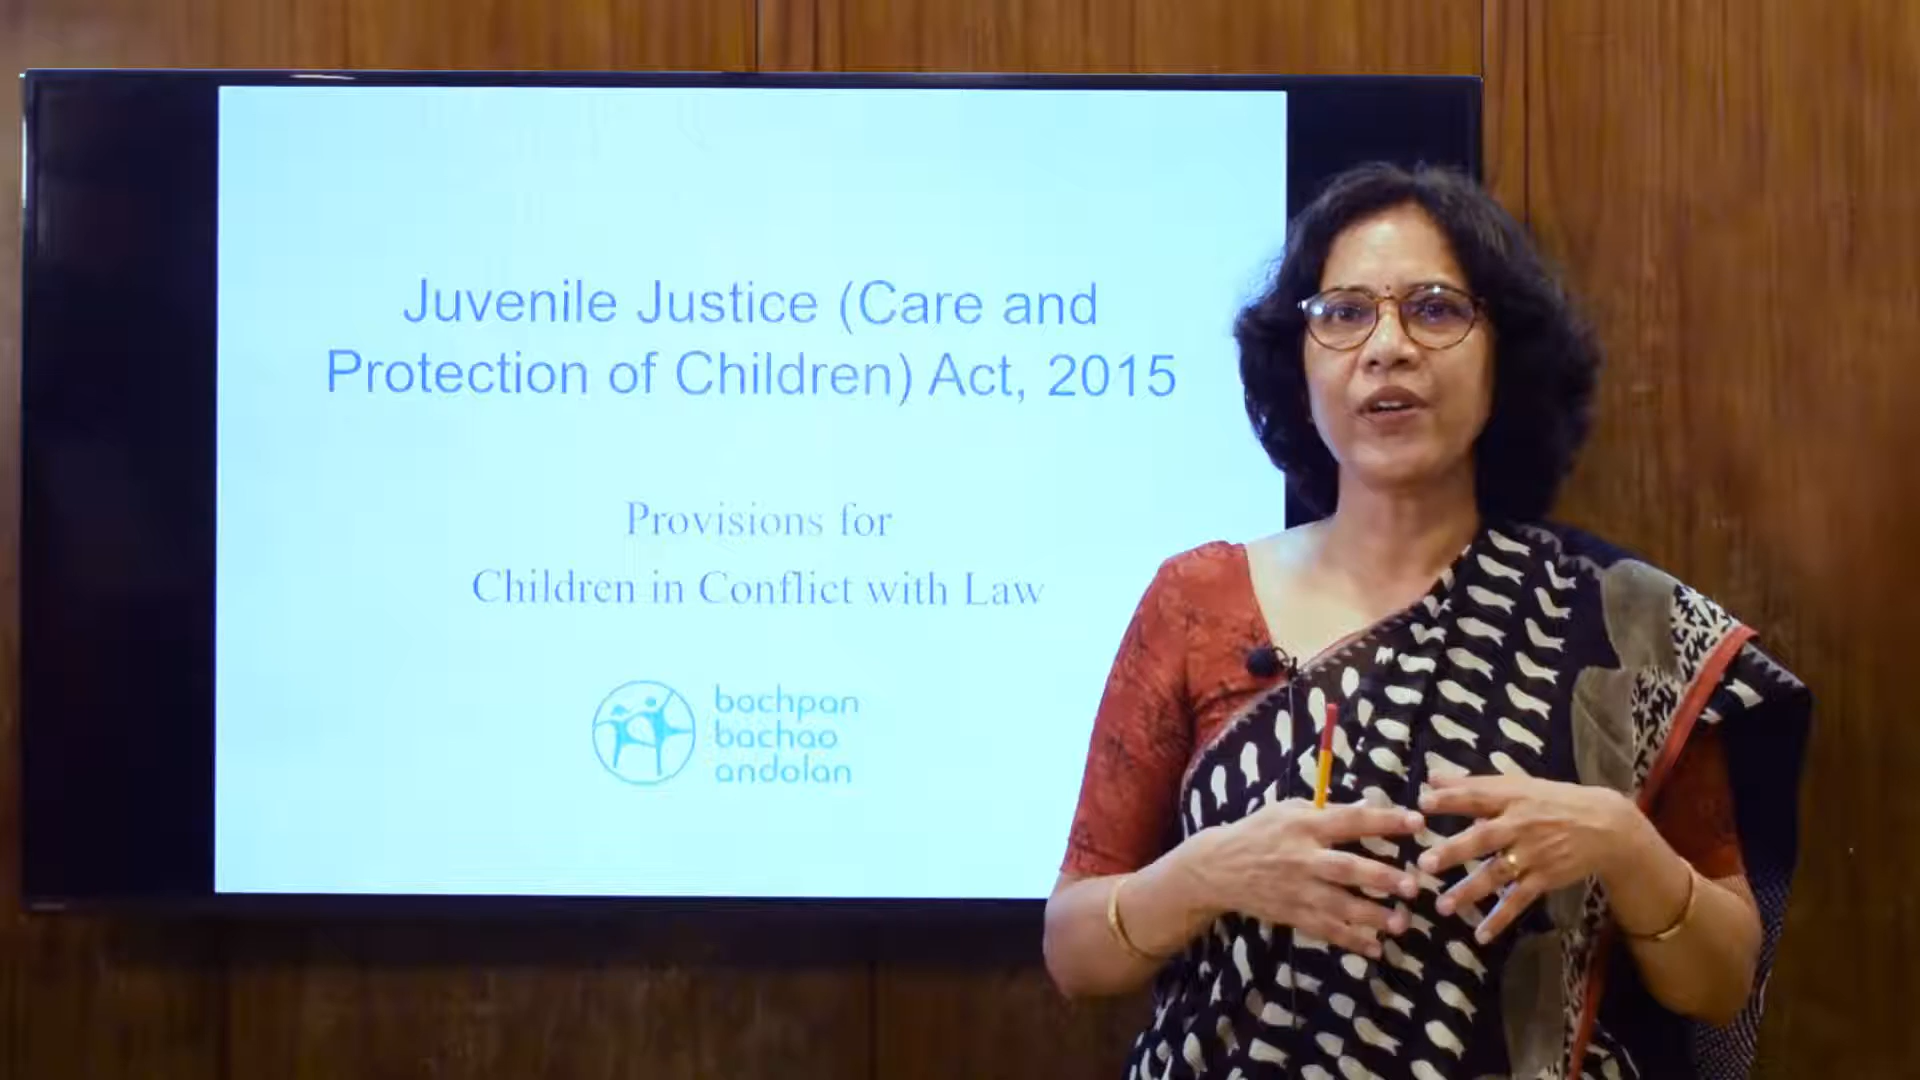 Juvenile Justice (Care and
Protection of Children) Act, 2015
Provisions for
Children in Conflict with Law
bachpan
bachao
andolan